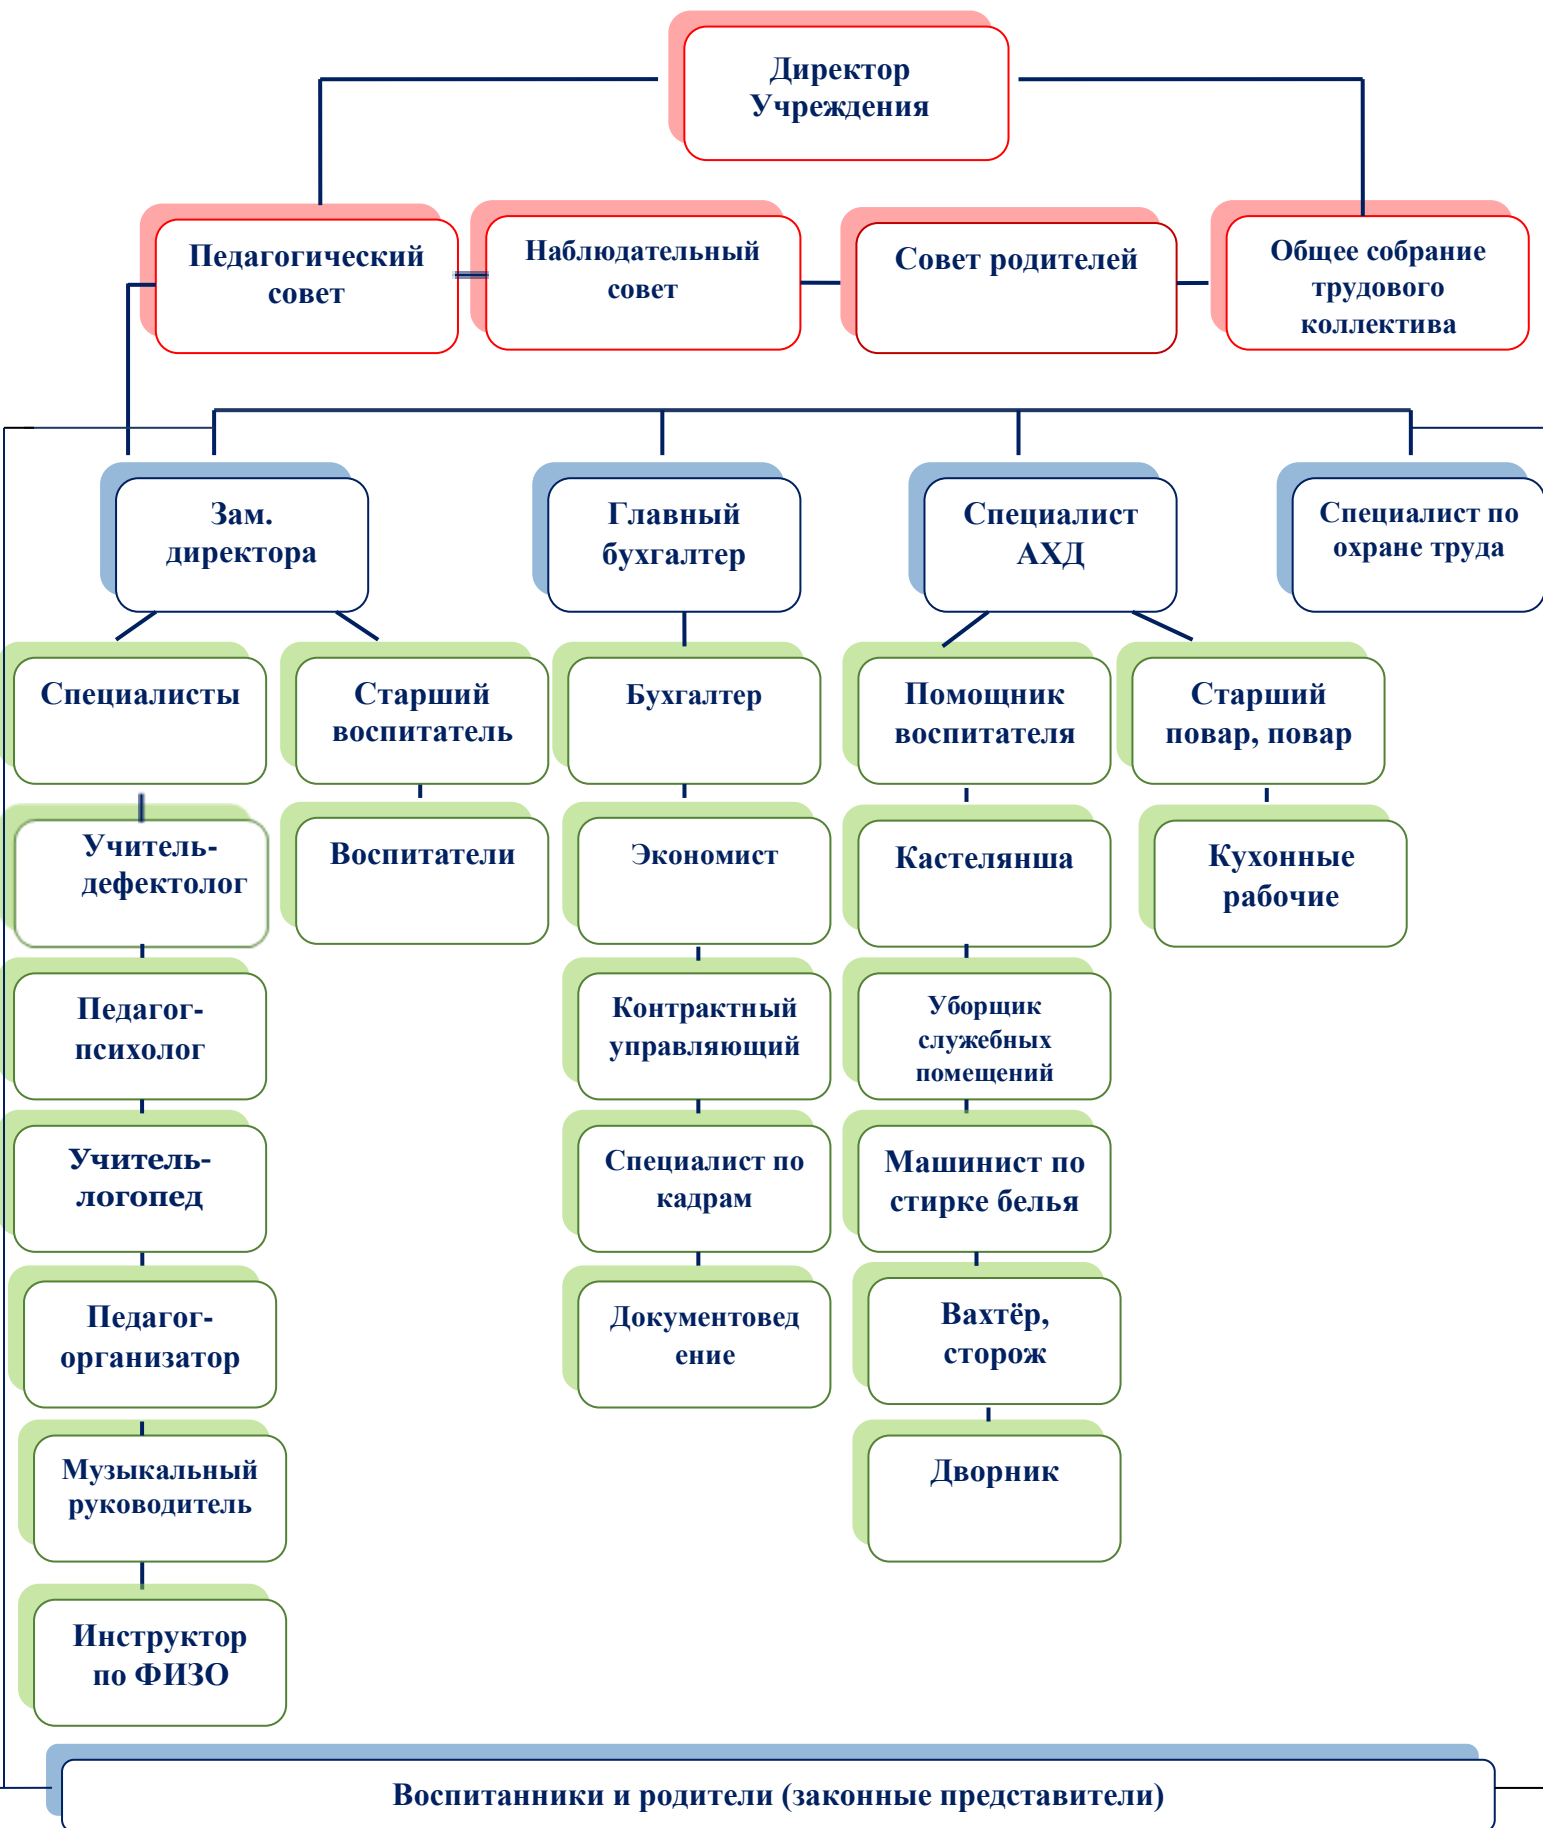 Директор
Учреждения
Педагогический
совет
Наблюдательный
совет
Совет родителей
Общее собрание
трудового
коллектива
Зам.
директора
Главный
бухгалтер
Специалист
АХД
Специалист по
охране труда
Специалисты
Старший
воспитатель
Бухгалтер
Помощник
воспитателя
Старший
повар, повар
Учитель-
дефектолог
Воспитатели
Экономист
Кастелянша
Кухонные
рабочие
Педагог-
психолог
Контрактный
управляющий
Уборщик
служебных
помещений
Учитель-
логопед
Специалист по
кадрам
Машинист по
стирке белья
Педагог-
организатор
Документовед
ение
Вахтёр,
сторож
Музыкальный
руководитель
Дворник
Инструктор
по ФИЗО
Воспитанники и родители (законные представители)